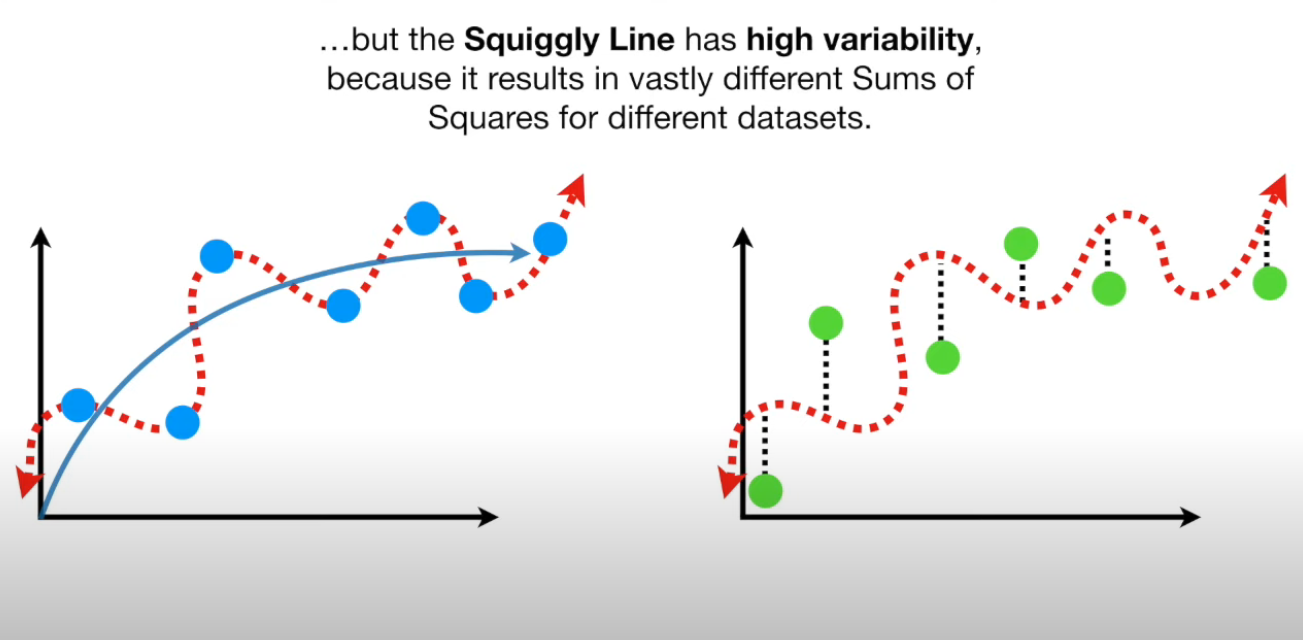 …but the Squiggly Line has high variability,
because it results in vastly different Sums of
Squares for different datasets.